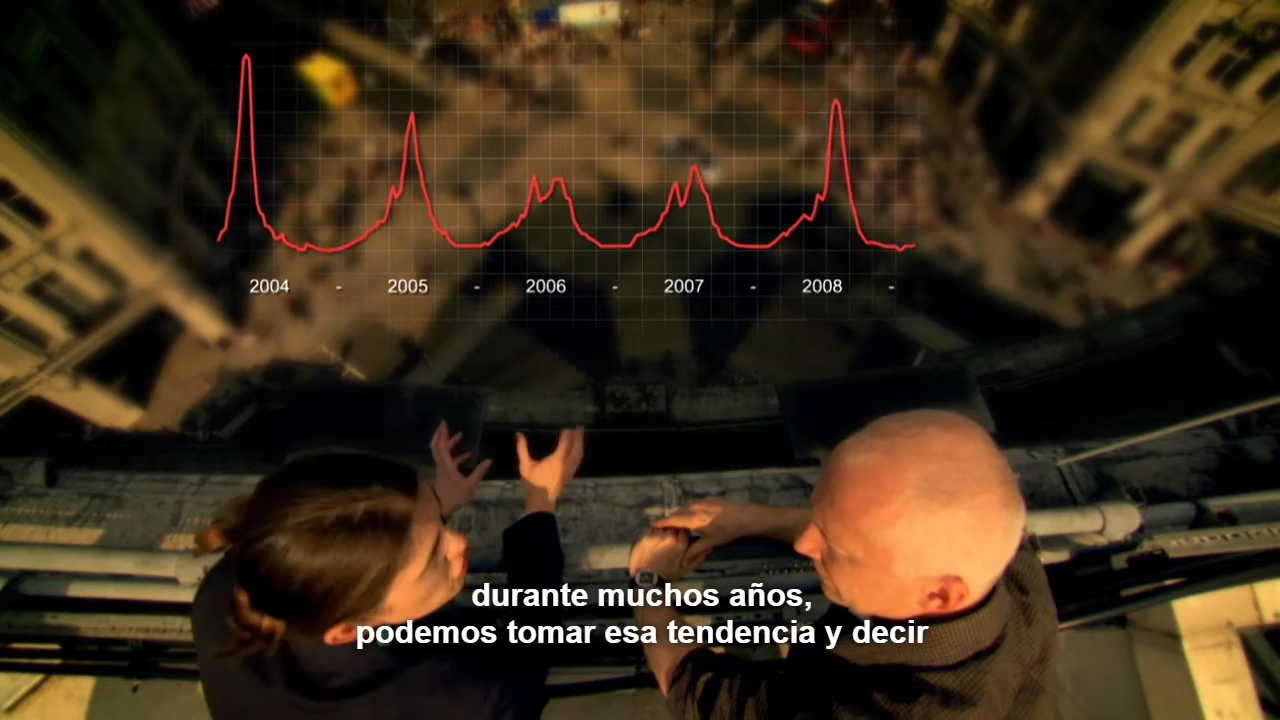 2004 - 2005 - 2006 - 2007 - 2008 -
durante muchos años,
podemos tomar esa tendencia y decir